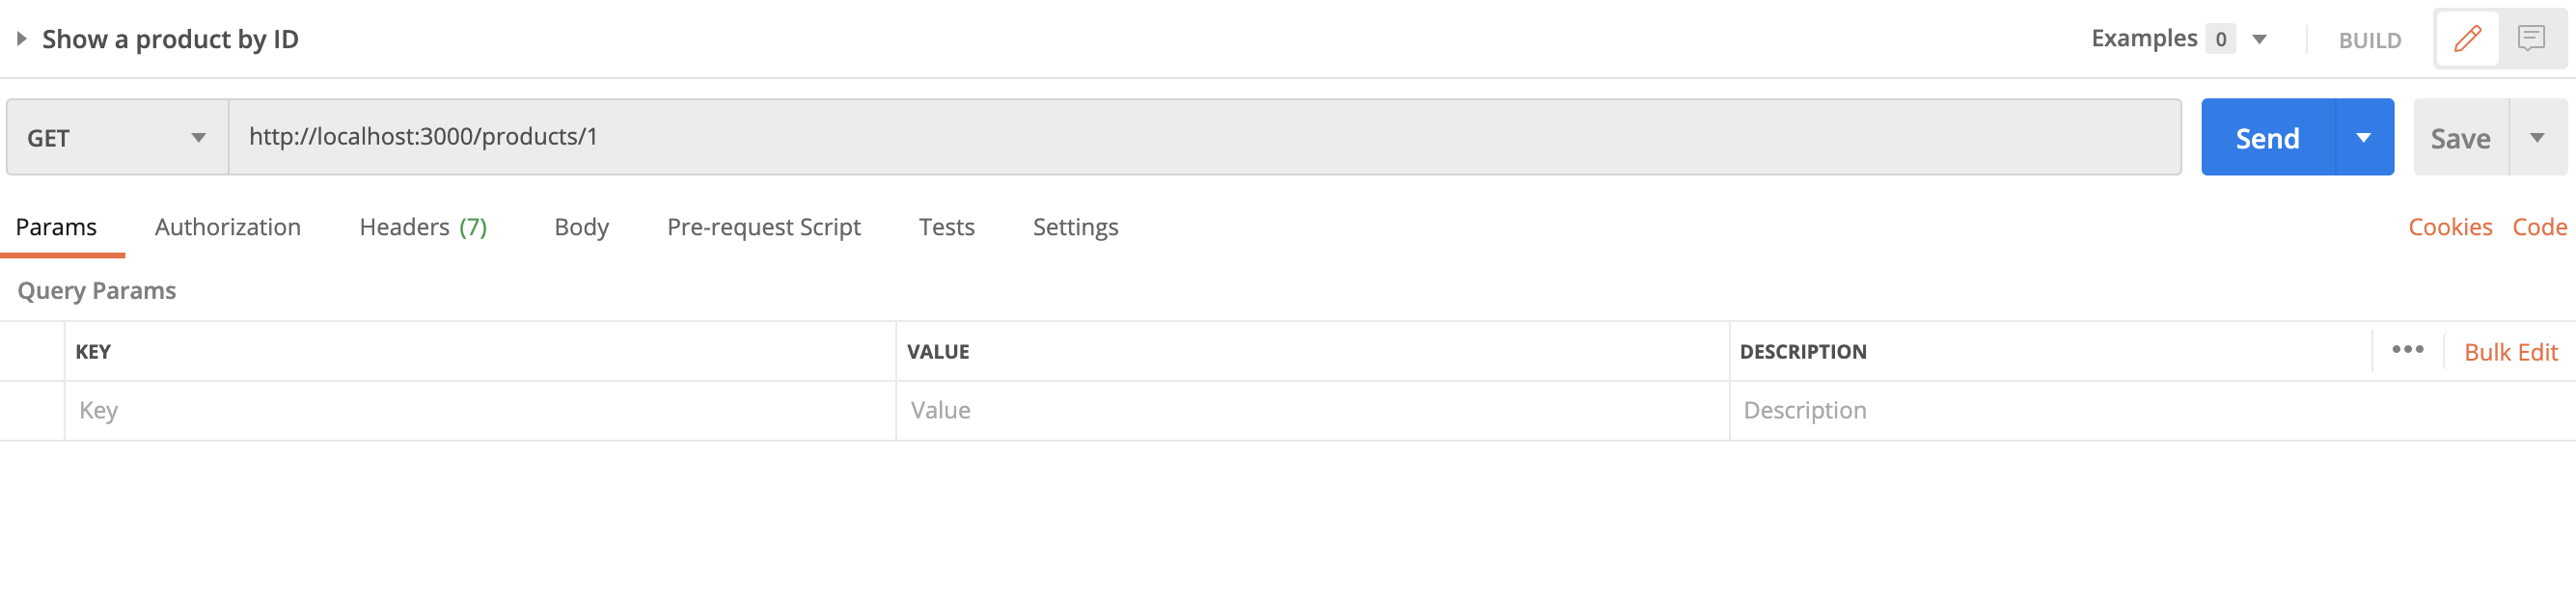 Show a product by ID Examples 0 BUILD
GET http://localhost:3000/products/1 Send Save
Params Authorization Headers (7) Body Pre-request Script Tests Settings Cookies Code
Query Params
KEY VALUE DESCRIPTION ••• Bulk Edit
Key Value Description